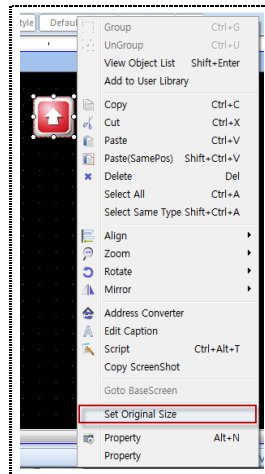 tyle Defau
Group Ctrl+G
UnGroup Ctrl+U
View Object List Shift+Enter
Add to User Library
Copy Ctrl+C
Cut Ctrl+X
Paste Ctrl+V
Paste(SamePos) Shift+Ctrl+V
Delete Del
Select All Ctrl+A
Select Same Type Shift+Ctrl+A
Align
Zoom
Rotate
Mirror
Address Converter
Edit Caption
Script Ctrl+Alt+T
Copy ScreenShot
Goto BaseScreen
Set Original Size
Property Alt+N
Property